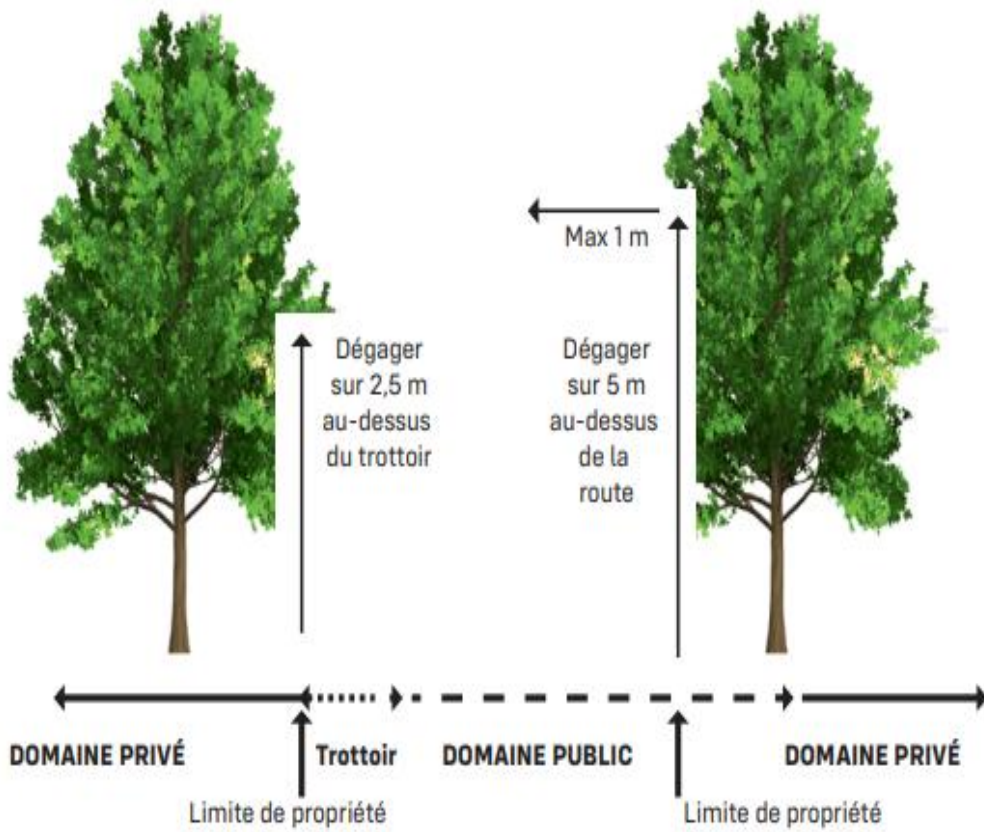 Max 1 m
Dégager
sur 2,5 m
au-dessus
du trottoir
Dégager
sur 5 m
au-dessus
de la
route
DOMAINE PRIVÉ
Trottoir
DOMAINE PUBLIC
DOMAINE PRIVÉ
Limite de propriété
Limite de propriété